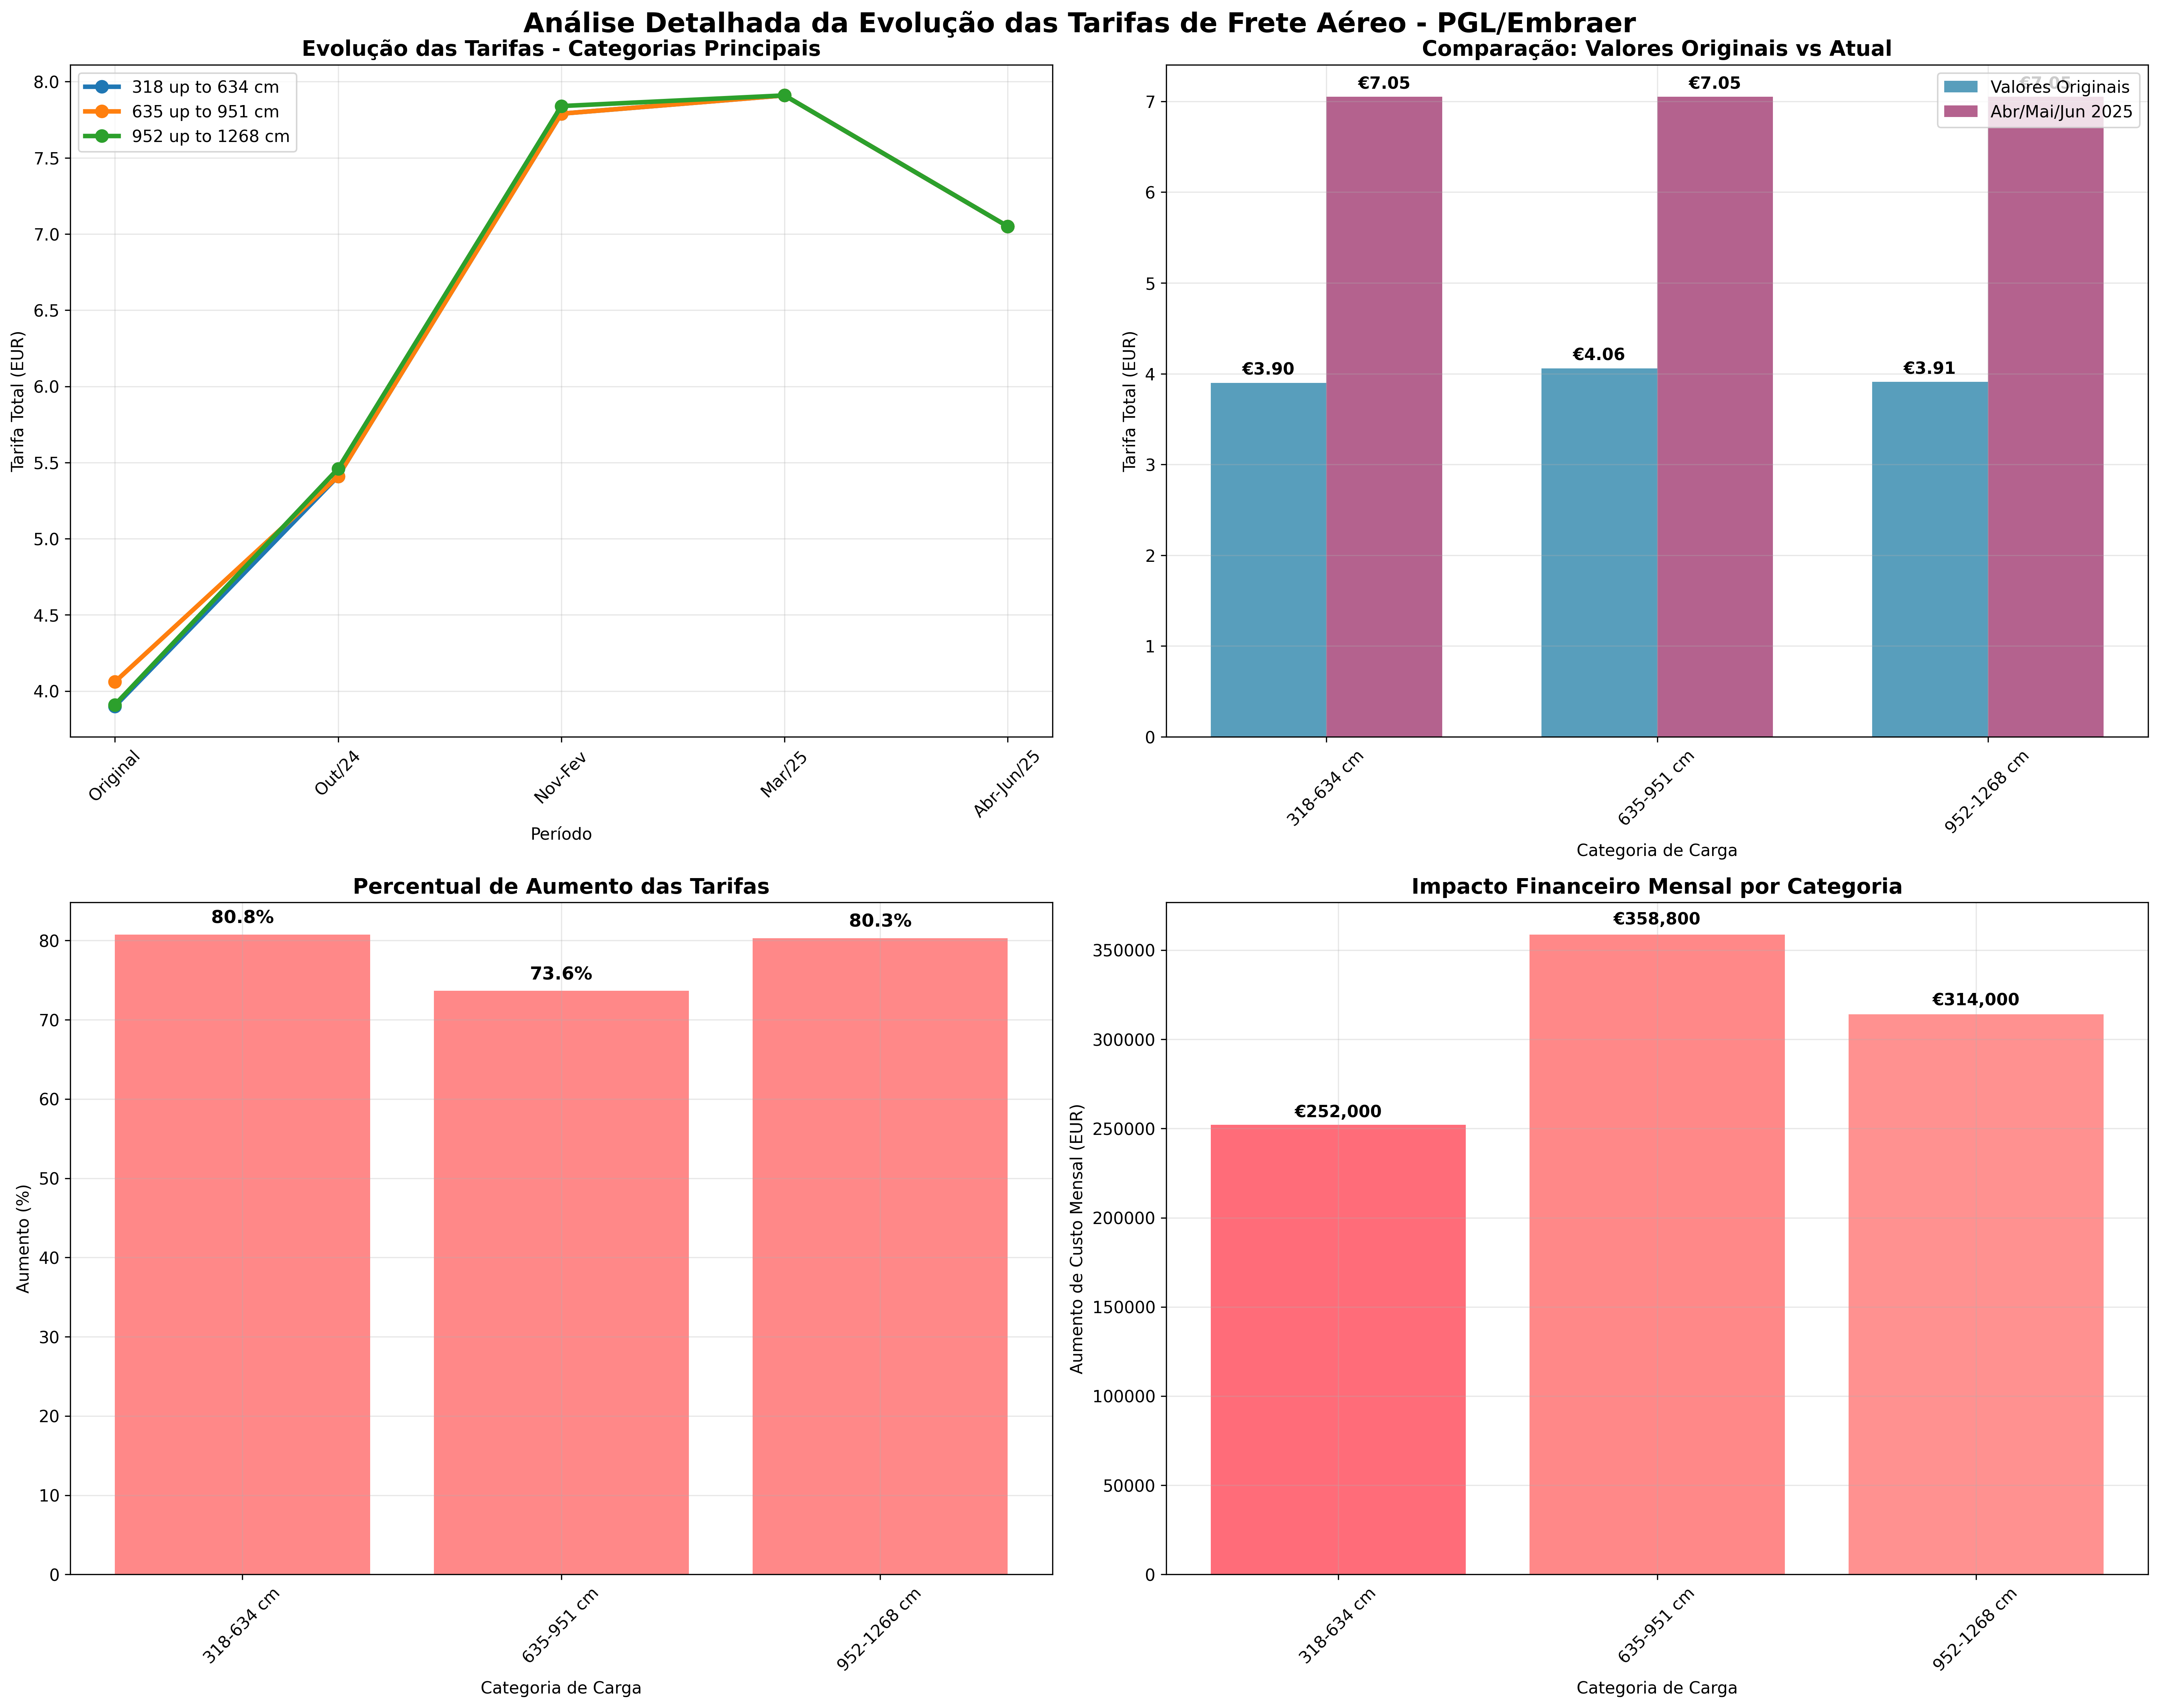 Análise Detalhada da Evolução das Tarifas de Frete Aéreo - PGL/Embraer
Evolução das Tarifas - Categorias Principais
318 up to 634 cm
635 up to 951 cm
952 up to 1268 cm
Tarifa Total (EUR)
8.0
7.5
7.0
6.5
6.0
5.5
5.0
4.5
4.0
Original
Out/24
Nov-Fev
Mar/25
Abr-Jun/25
Período
Comparação: Valores Originais vs Atual
Valores Originais
Abr/Mai/Jun 2025
€7.05
€7.05
€7.05
€3.90
€4.06
€3.91
Tarifa Total (EUR)
7
6
5
4
3
2
1
0
318-634 cm
635-951 cm
952-1268 cm
Categoria de Carga
Percentual de Aumento das Tarifas
80.8%
73.6%
80.3%
Aumento (%)
80
70
60
50
40
30
20
10
0
318-634 cm
635-951 cm
952-1268 cm
Categoria de Carga
Impacto Financeiro Mensal por Categoria
€252,000
€358,800
€314,000
Aumento de Custo Mensal (EUR)
350000
300000
250000
200000
150000
100000
50000
0
318-634 cm
635-951 cm
952-1268 cm
Categoria de Carga